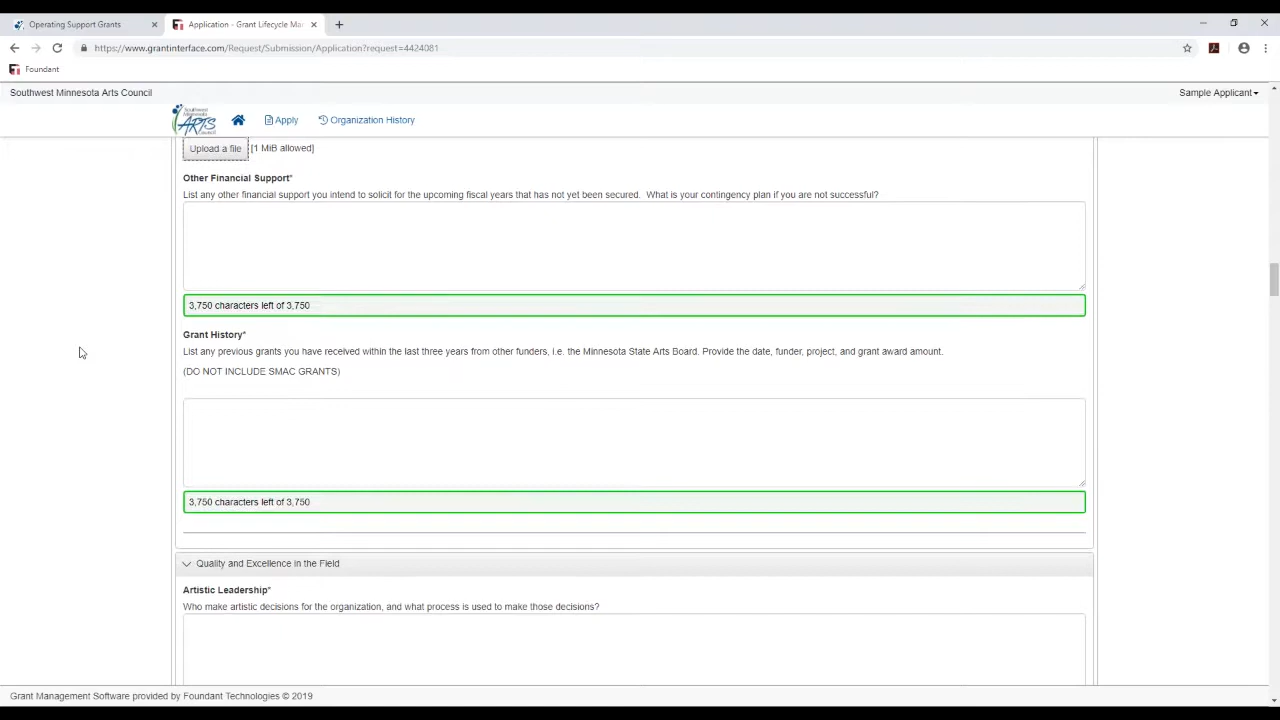 Operating Support Grants
Application - Grant Lifecycle Mar
https://www.grantinterface.com/Request/Submission/Application?request=4424081
Foundant
Southwest Minnesota Arts Council
Sample Applicant
Southwest
Minnesota
ARTS
COUNCIL
Apply
Organization History
Upload a file [1 MiB allowed]
Other Financial Support*
List any other financial support you intend to solicit for the upcoming fiscal years that has not yet been secured. What is your contingency plan if you are not successful?
3,750 characters left of 3,750
Grant History*
List any previous grants you have received within the last three years from other funders, i.e. the Minnesota State Arts Board. Provide the date, funder, project, and grant award amount.
(DO NOT INCLUDE SMAC GRANTS)
3,750 characters left of 3,750
Quality and Excellence in the Field
Artistic Leadership*
Who make artistic decisions for the organization, and what process is used to make those decisions?
Grant Management Software provided by Foundant Technologies © 2019